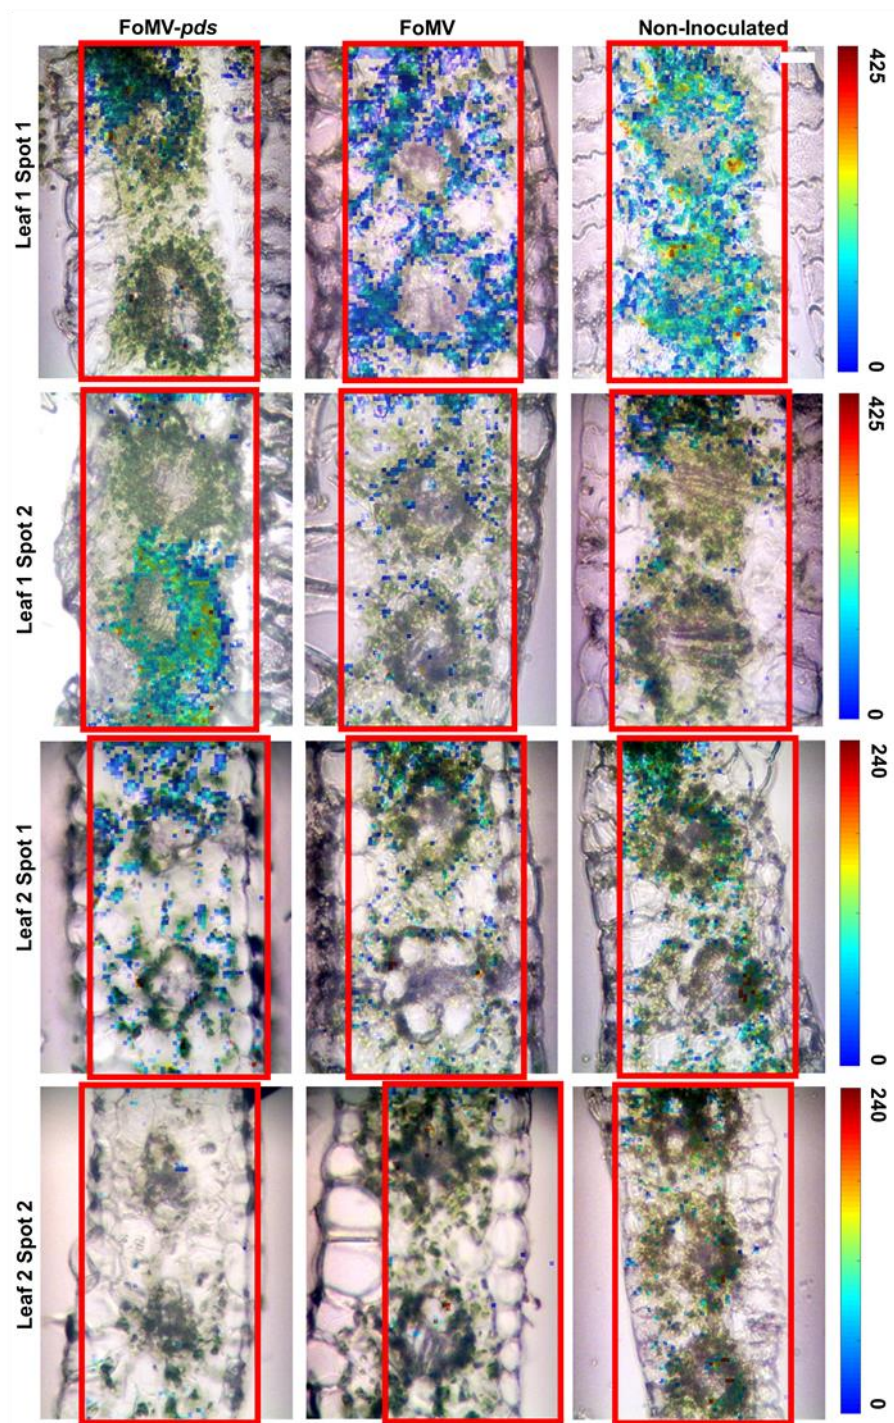 FoMV-pds
FoMV
Non-Inoculated
Leaf 1 Spot 1
425
0
Leaf 1 Spot 2
425
0
Leaf 2 Spot 1
240
0
Leaf 2 Spot 2
240
0